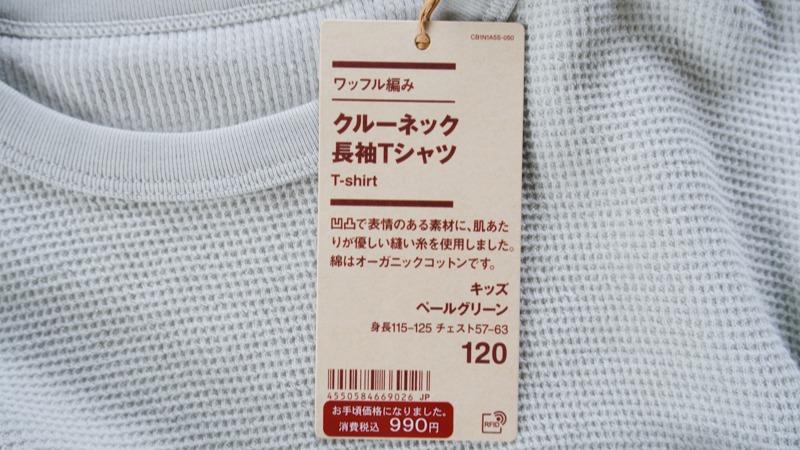 CB1N1A5S-050
ワッフル編み
クルーネック
長袖Tシャツ
T-shirt
凹凸で表情のある素材に、肌あた
りが優しい縫い糸を使用しました。
綿はオーガニックコットンです。
キッズ
ペールグリーン
身長115-125 チェスト57-63
120
4550584669026 JP
お手頃価格になりました。
消費税込 990円
RFID